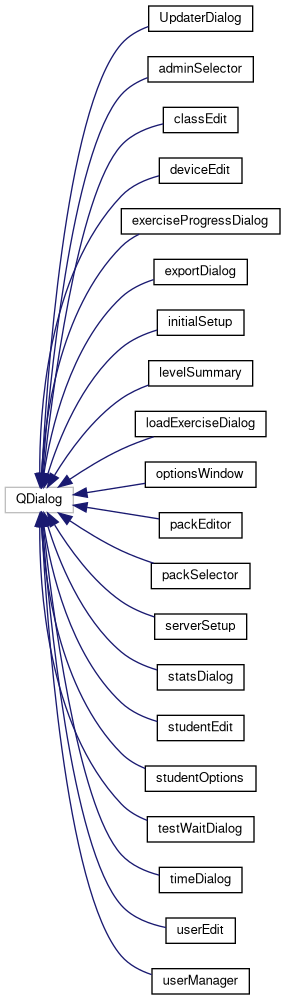 UpdaterDialog
adminSelector
classEdit
deviceEdit
exerciseProgressDialog
exportDialog
initialSetup
levelSummary
loadExerciseDialog
optionsWindow
QDialog
packEditor
packSelector
serverSetup
statsDialog
studentEdit
studentOptions
testWaitDialog
timeDialog
userEdit
userManager